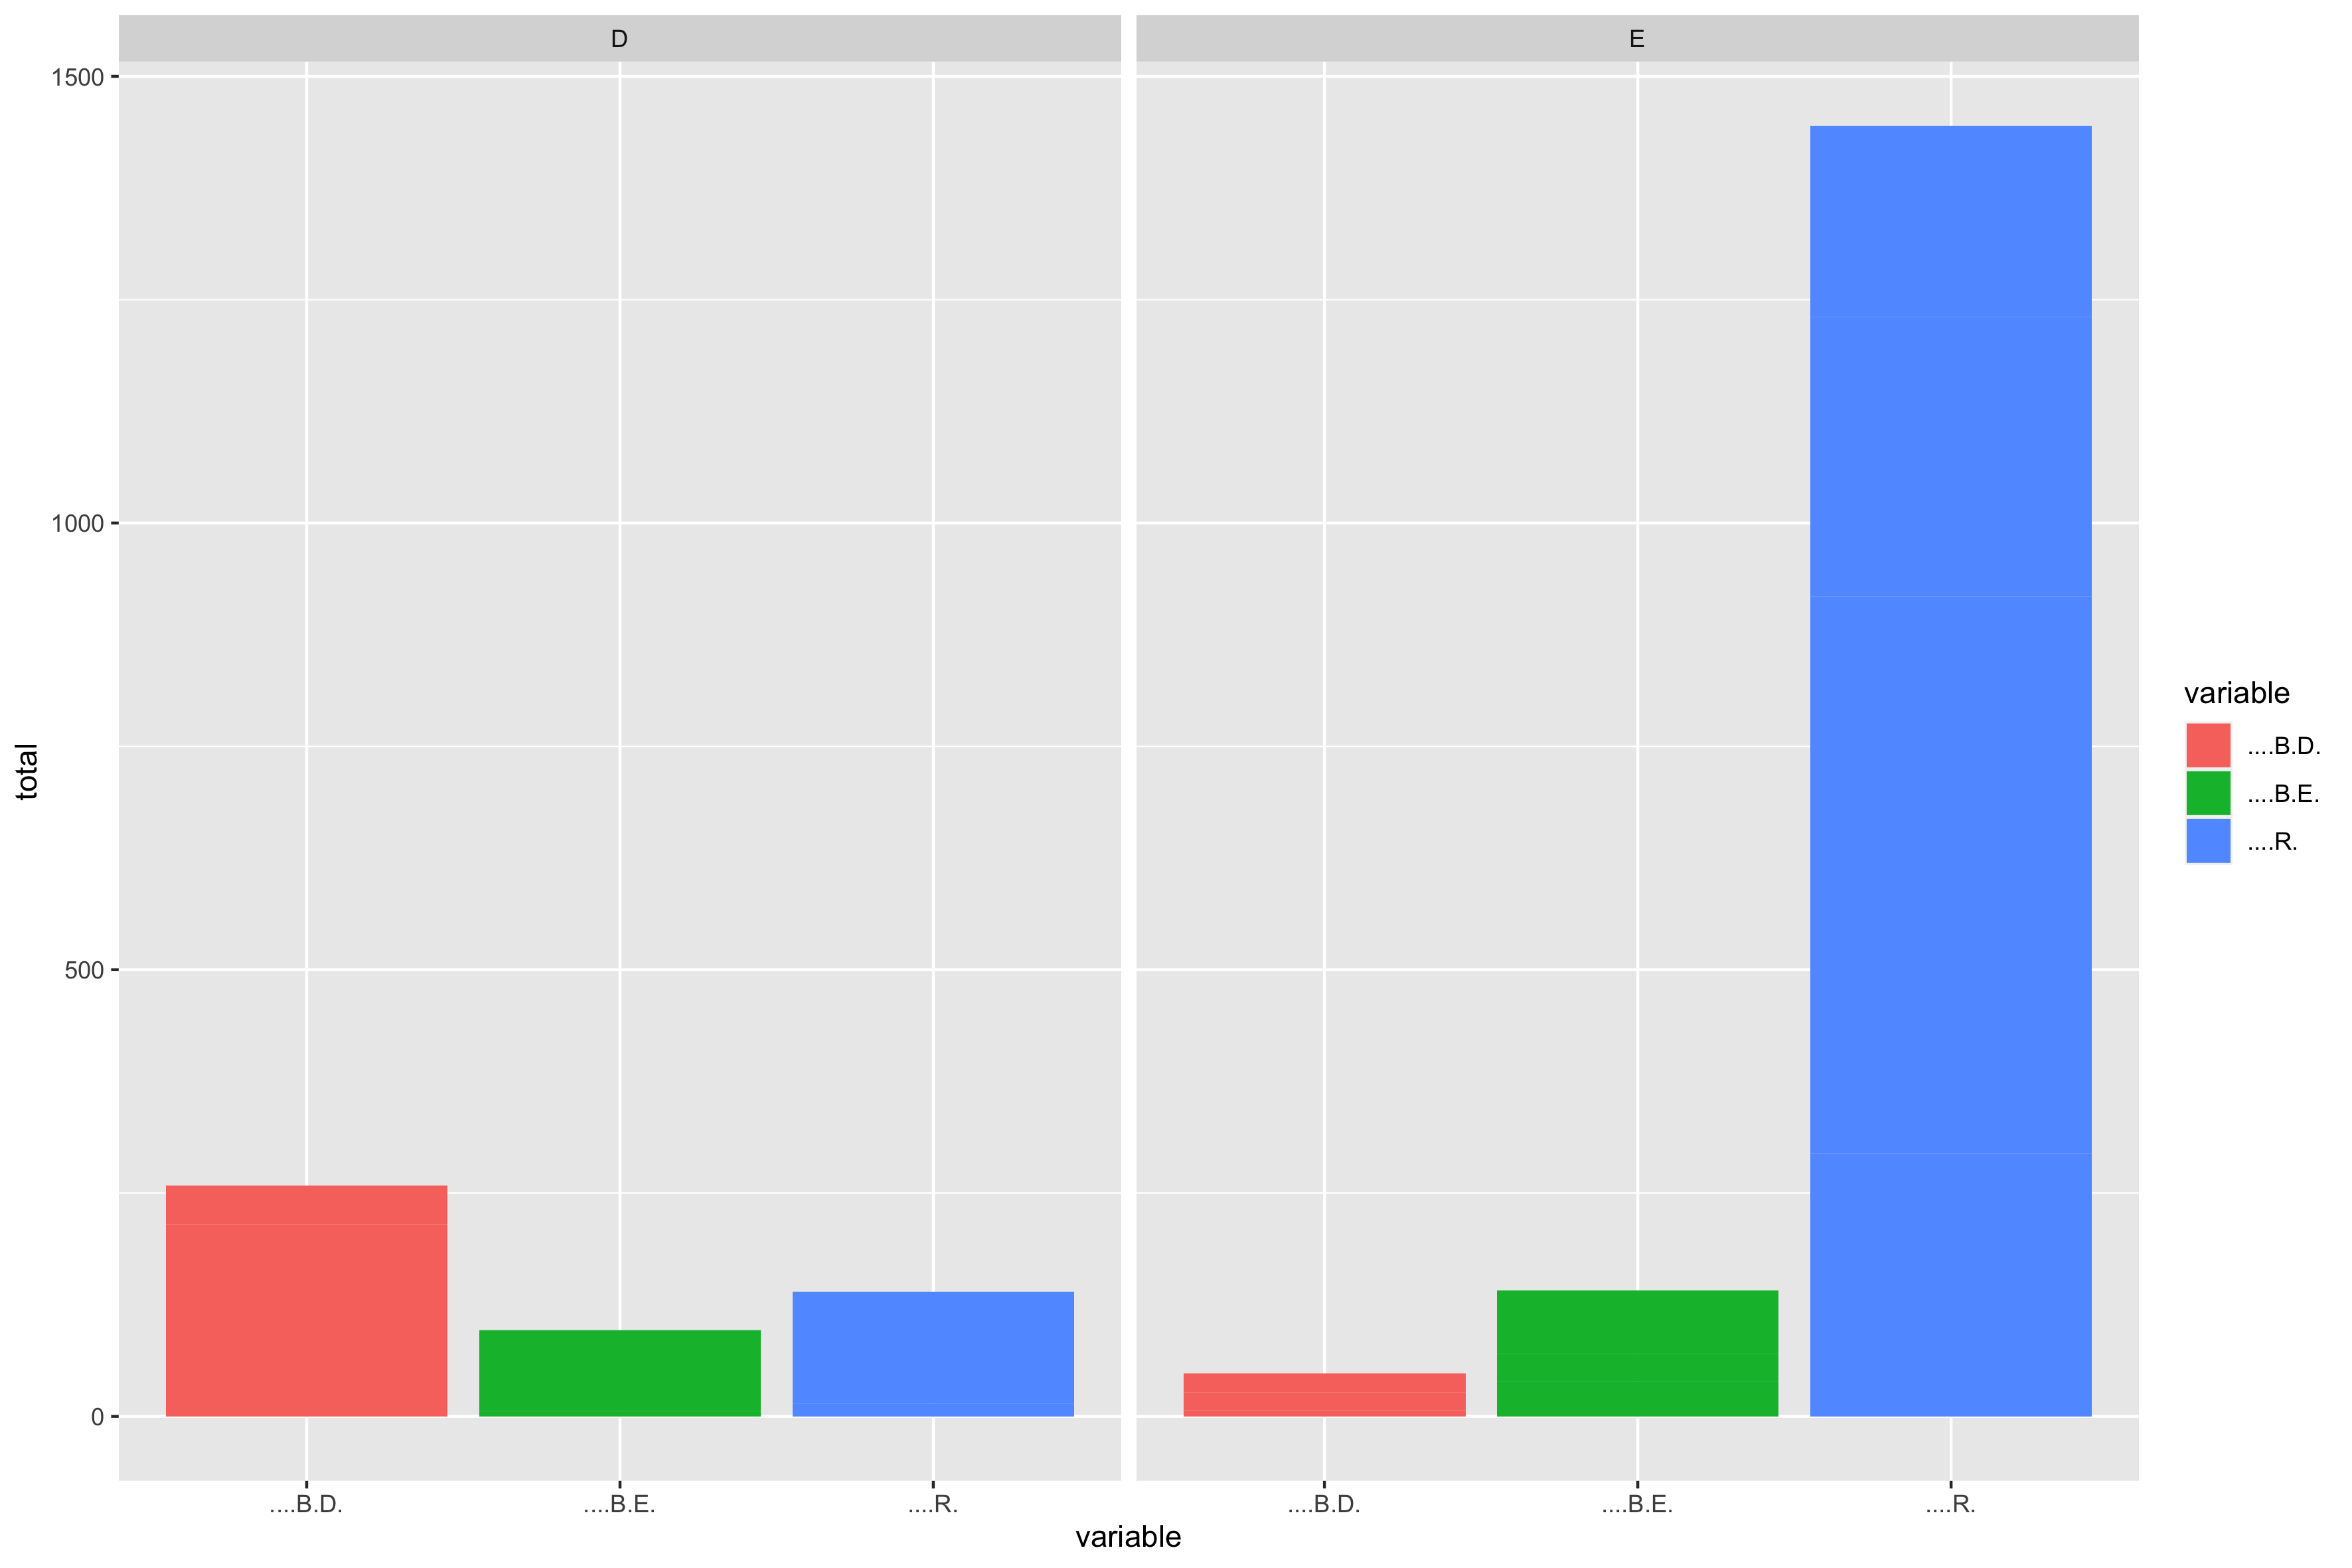 D
E
1500
1000
500
0
total
....B.D.
....B.E.
....R.
....B.D.
....B.E.
....R.
variable
variable
....B.D.
....B.E.
....R.